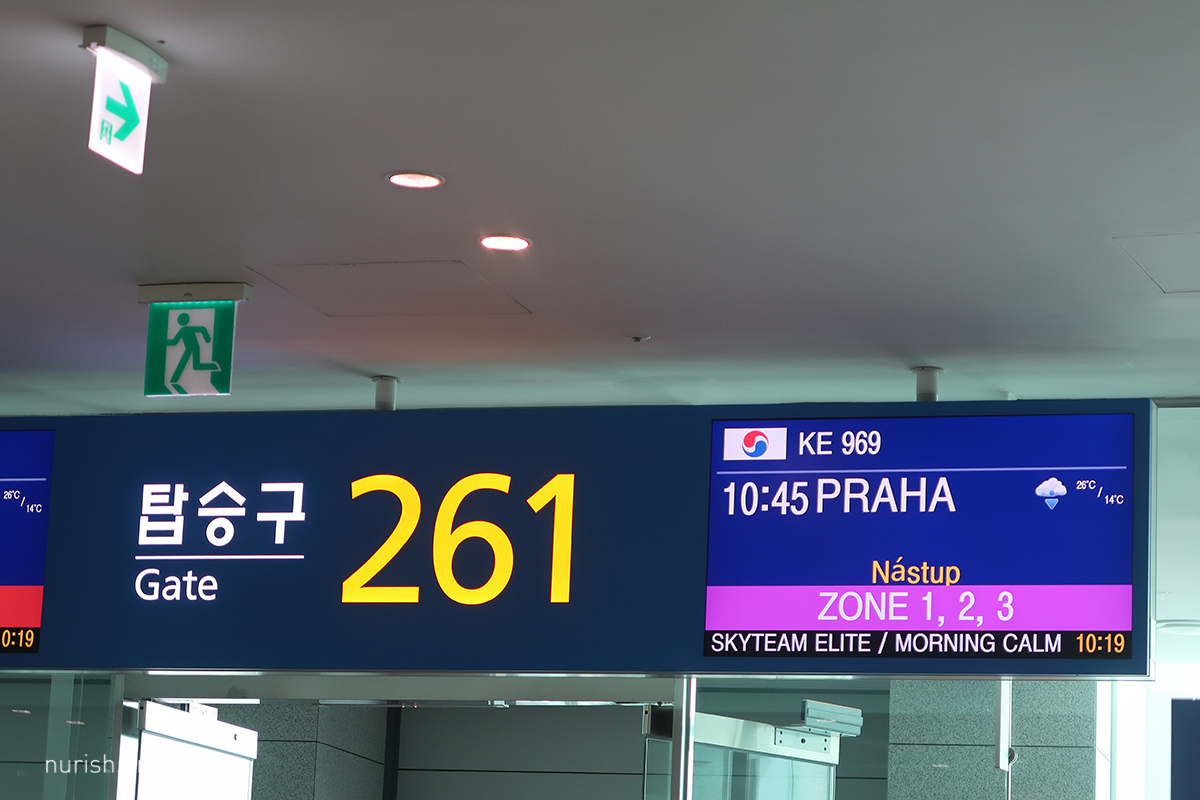 KE 969
10:45 PRAHA
26°C/14°C
26°C/14°C
탑승구
Gate
261
Nástup
ZONE 1, 2, 3
0:19
SKYTEAM ELITE / MORNING CALM 10:19
nurish.